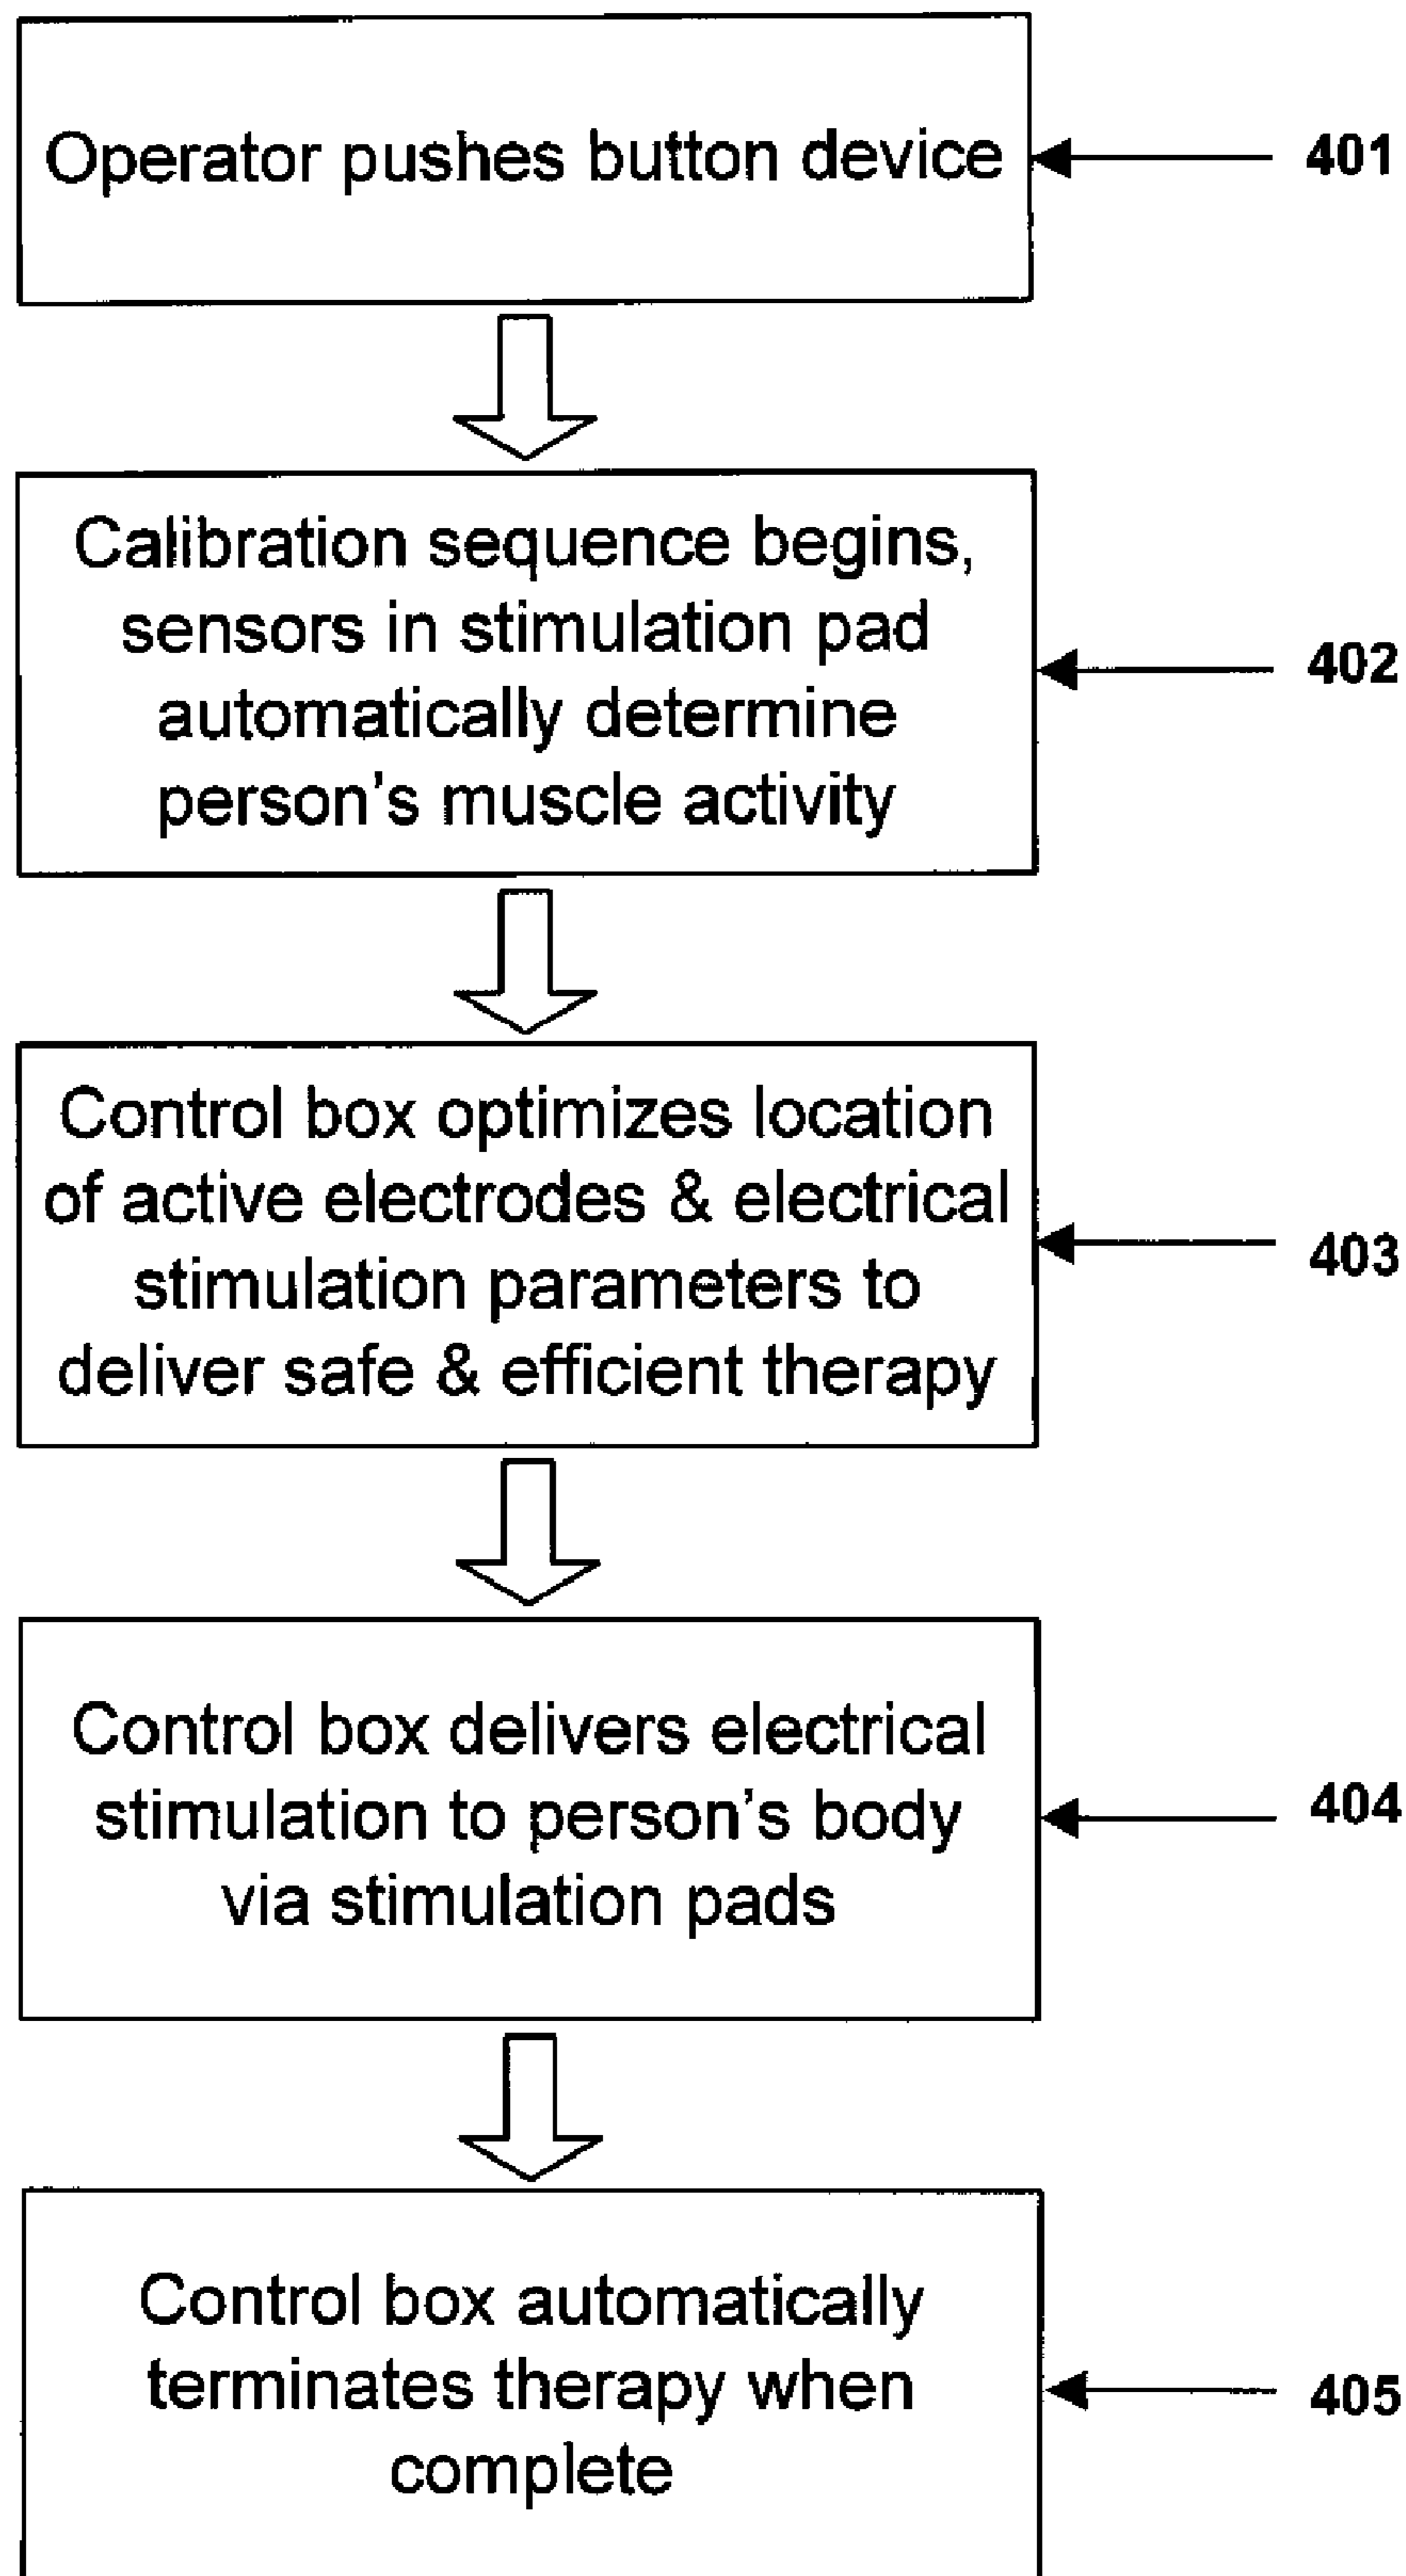 Operator pushes button device
401
Calibration sequence begins,
sensors in stimulation pad
automatically determine
person's muscle activity
402
Control box optimizes location
of active electrodes & electrical
stimulation parameters to
deliver safe & efficient therapy
403
Control box delivers electrical
stimulation to person's body
via stimulation pads
404
Control box automatically
terminates therapy when
complete
405